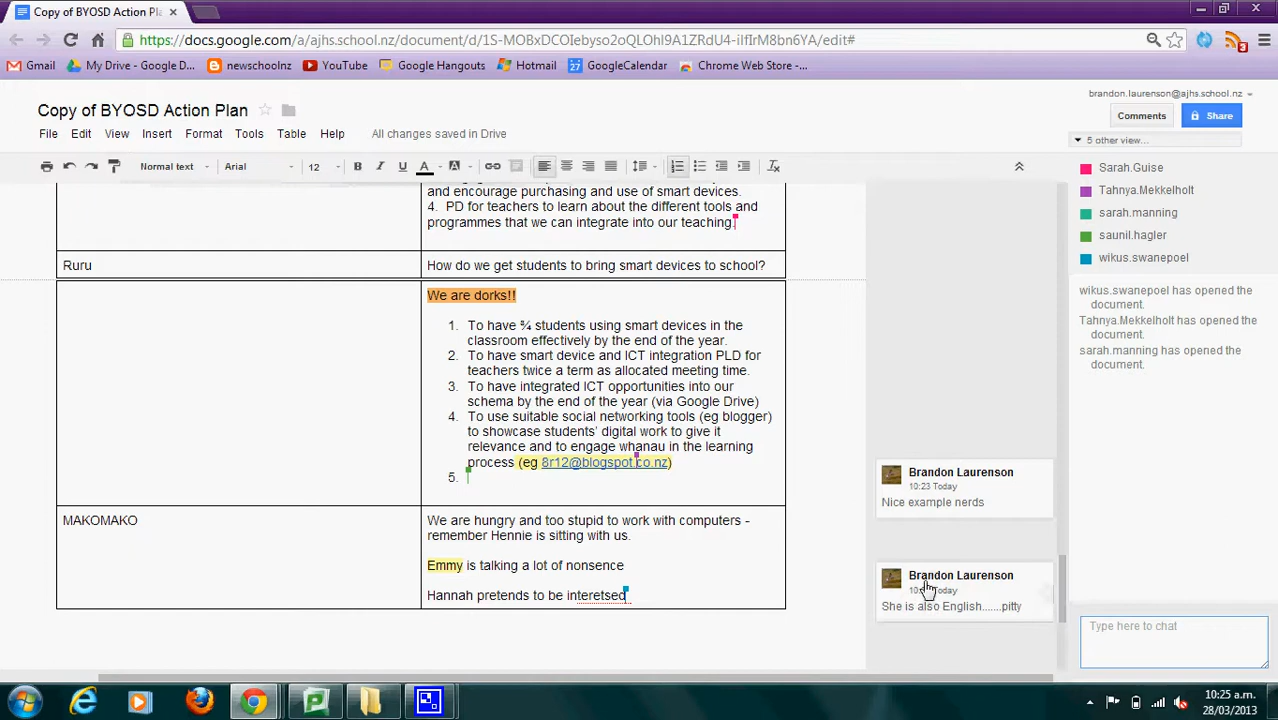 Copy of BYOSD Action Plan
https://docs.google.com/a/ajhs.school.nz/document/d/1S-MOBxDCOIebyso2oQLOhI9A1ZRdU4-ilfIrM8bn6YA/edit#
3
Gmail My Drive - Google D... newschoolnz YouTube Google Hangouts Hotmail 27 GoogleCalendar Chrome Web Store -...
brandon.laurenson@ajhs.school.nz
Copy of BYOSD Action Plan
Comments Share
File Edit View Insert Format Tools Table Help All changes saved in Drive
5 other view...
Normal text Arial 12 B I U A A
Sarah.Guise
Tahnya.Mekkelholt
sarah.manning
saunil.hagler
wikus.swanepoel
wikus.swanepoel has opened the
document.
Tahnya.Mekkelholt has opened the
document.
sarah.manning has opened the
document.
and encourage purchasing and use of smart devices.
4. PD for teachers to learn about the different tools and
programmes that we can integrate into our teaching.
Ruru How do we get students to bring smart devices to school?
We are dorks!!
1. To have ¾ students using smart devices in the
classroom effectively by the end of the year.
2. To have smart device and ICT integration PLD for
teachers twice a term as allocated meeting time.
3. To have integrated ICT opportunities into our
schema by the end of the year (via Google Drive)
4. To use suitable social networking tools (eg blogger)
to showcase students' digital work to give it
relevance and to engage whanau in the learning
process (eg 8r12@blogspot.co.nz)
5.
MAKOMAKO We are hungry and too stupid to work with computers -
remember Hennie is sitting with us.
Emmy is talking a lot of nonsense
Hannah pretends to be interetsed
Brandon Laurenson
10:23 Today
Nice example nerds
Brandon Laurenson
Today
She is also English.......pitty
Type here to chat
10:25 a.m.
28/03/2013